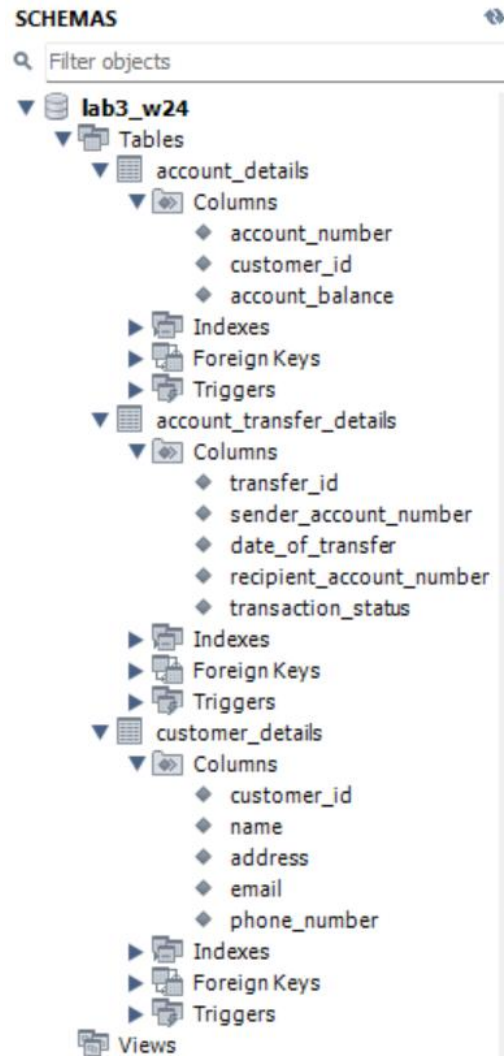 SCHEMAS
Filter objects
lab3_w24
Tables
account_details
Columns
account_number
customer_id
account_balance
Indexes
Foreign Keys
Triggers
account_transfer_details
Columns
transfer_id
sender_account_number
date_of_transfer
recipient_account_number
transaction_status
Indexes
Foreign Keys
Triggers
customer_details
Columns
customer_id
name
address
email
phone_number
Indexes
Foreign Keys
Triggers
Views